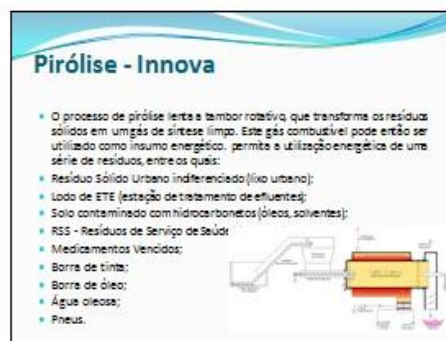 Pirólise - Innova
O processo de pirólise lenta a tambor rotativo, que transforma os resíduos
sólidos em um gás de síntese limpo. Este gás combustível pode então ser
utilizado como insumo energético. permita a utilização energética de uma
série de resíduos, entre os quais:
Resíduo Sólido Urbano indiferenciado (lixo urbano);
Lodo de ETE (estação de tratamento de efluentes);
Solo contaminado com hidrocarbonetos (óleos, solventes);
RSS - Resíduos de Serviço de Saúde
Medicamentos Vencidos;
Borra de tinta;
Borra de óleo;
Água oleosa;
Pneus.